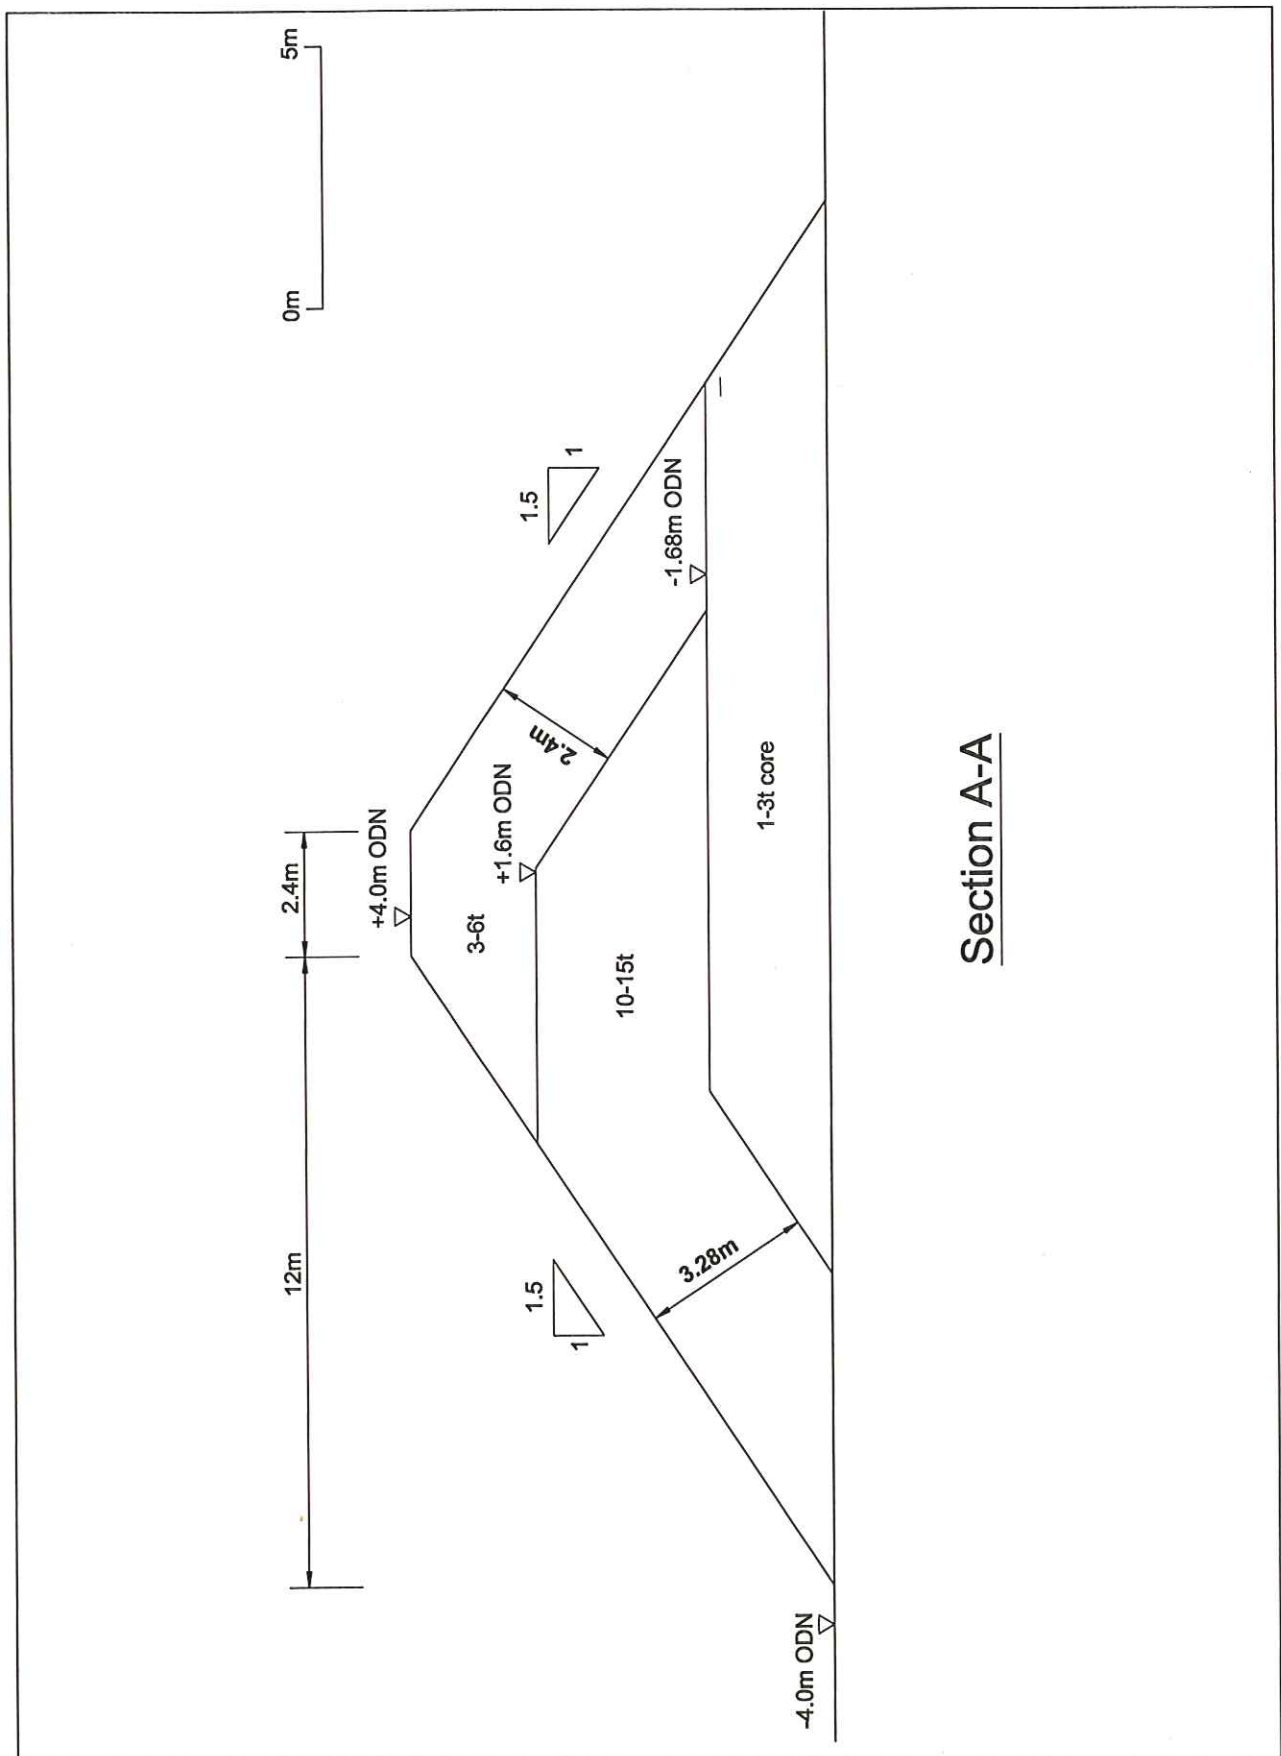 0m
5m
12m
2.4m
+4.0m ODN
1.5
1
1.5
1
3-6t
+1.6m ODN
2.4m
10-15t
-1.68m ODN
3.28m
1-3t core
-4.0m ODN
Section A-A